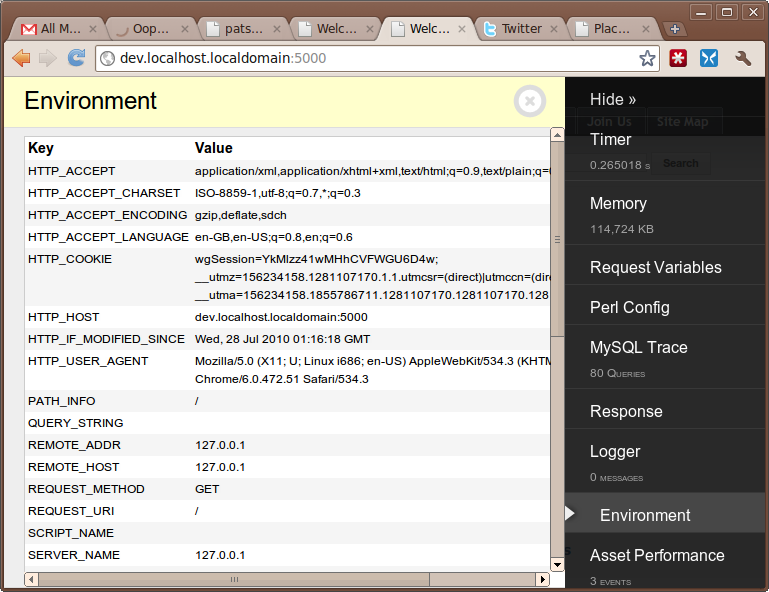 All M...
Oop...
pats...
Welc...
Welc...
Twitter
Plac...
dev.localhost.localdomain:5000
Environment
Key Value
HTTP_ACCEPT application/xml,application/xhtml+xml,text/html;q=0.9,text/plain;q=
HTTP_ACCEPT_CHARSET ISO-8859-1,utf-8;q=0.7,*;q=0.3
HTTP_ACCEPT_ENCODING gzip,deflate,sdch
HTTP_ACCEPT_LANGUAGE en-GB,en-US;q=0.8,en;q=0.6
HTTP_COOKIE wgSession=YkMlzz41wMHhCVFWGU6D4w;
__utmz=156234158.1281107170.1.1.utmcsr=(direct)|utmccn=(dire
__utma=156234158.1855786711.1281107170.1281107170.128
HTTP_HOST dev.localhost.localdomain:5000
HTTP_IF_MODIFIED_SINCE Wed, 28 Jul 2010 01:16:18 GMT
HTTP_USER_AGENT Mozilla/5.0 (X11; U; Linux i686; en-US) AppleWebKit/534.3 (KHTM
Chrome/6.0.472.51 Safari/534.3
PATH_INFO /
QUERY_STRING
REMOTE_ADDR 127.0.0.1
REMOTE_HOST 127.0.0.1
REQUEST_METHOD GET
REQUEST_URI /
SCRIPT_NAME
SERVER_NAME 127.0.0.1
Hide »
Join Us Site Map
Timer
0.265018 s
Search
Memory
114,724 KB
Request Variables
Perl Config
MySQL Trace
80 Queries
Response
Logger
0 messages
Environment
Asset Performance
3 events